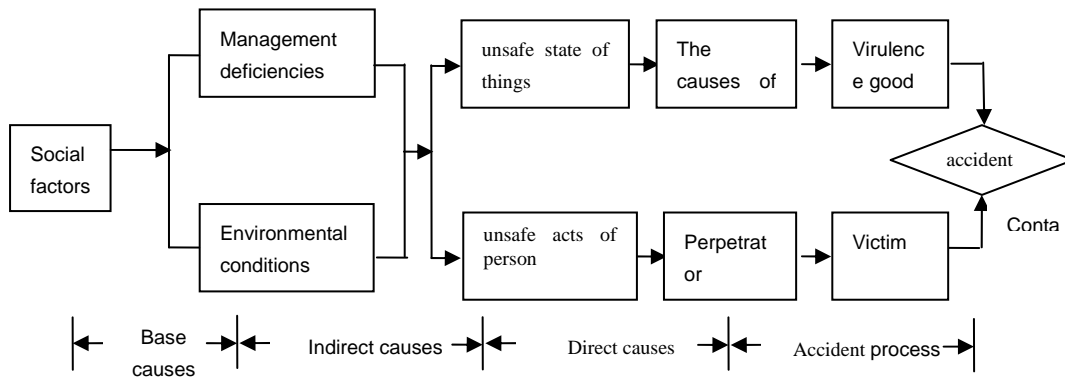 Social
factors
Management
deficiencies
Environmental
conditions
unsafe state of
things
unsafe acts of
person
The
causes of
Perpetrat
or
Virulenc
e good
Victim
accident
Conta
Base
causes
Indirect causes
Direct causes
Accident process